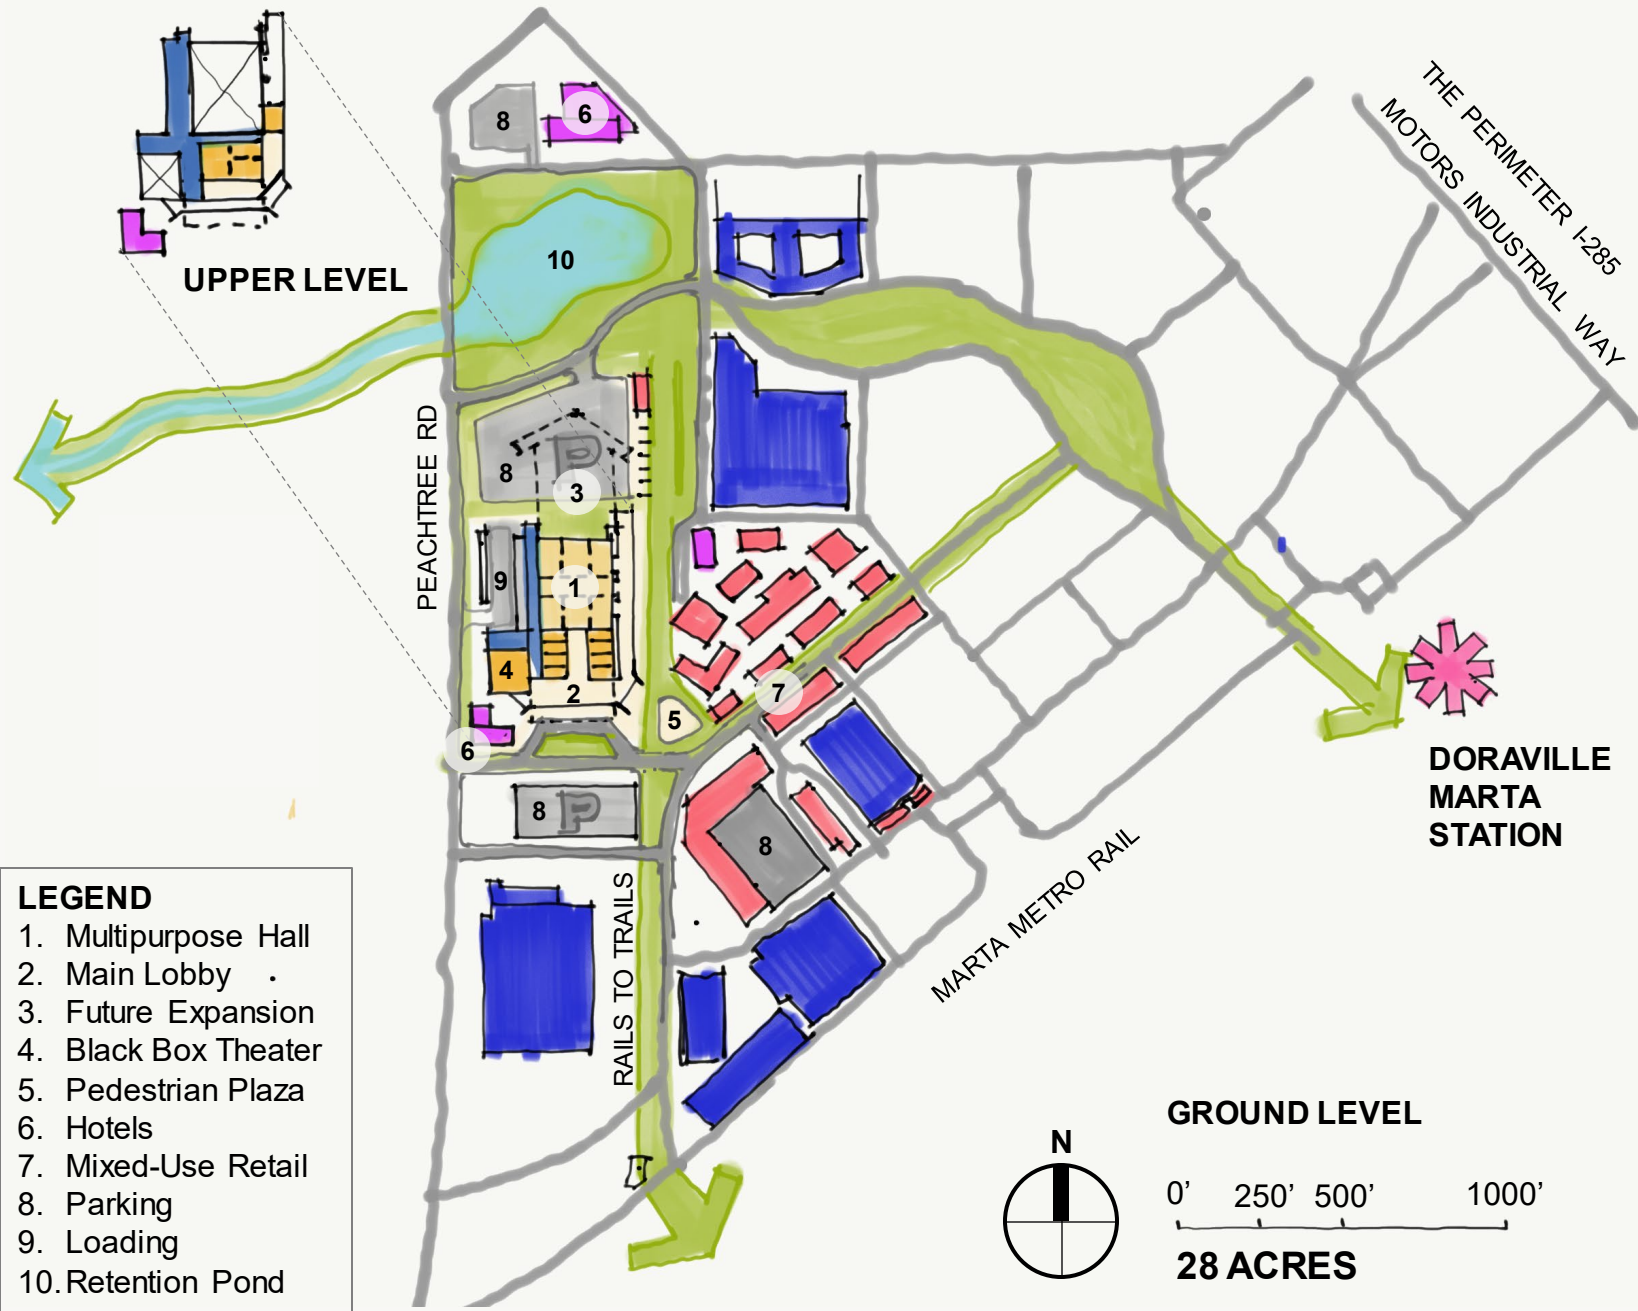 8
6
THE PERIMETER I-285
MOTORS INDUSTRIAL WAY
10
UPPER LEVEL
PEACHTREE RD
P
8
3
9
1
4
2
5
7
6
8
P
8
DORAVILLE
MARTA
STATION
MARTA METRO RAIL
RAILS TO TRAILS
LEGEND
1. Multipurpose Hall
2. Main Lobby
3. Future Expansion
4. Black Box Theater
5. Pedestrian Plaza
6. Hotels
7. Mixed-Use Retail
8. Parking
9. Loading
10. Retention Pond
GROUND LEVEL
N
0’ 250’ 500’ 1000’
28 ACRES